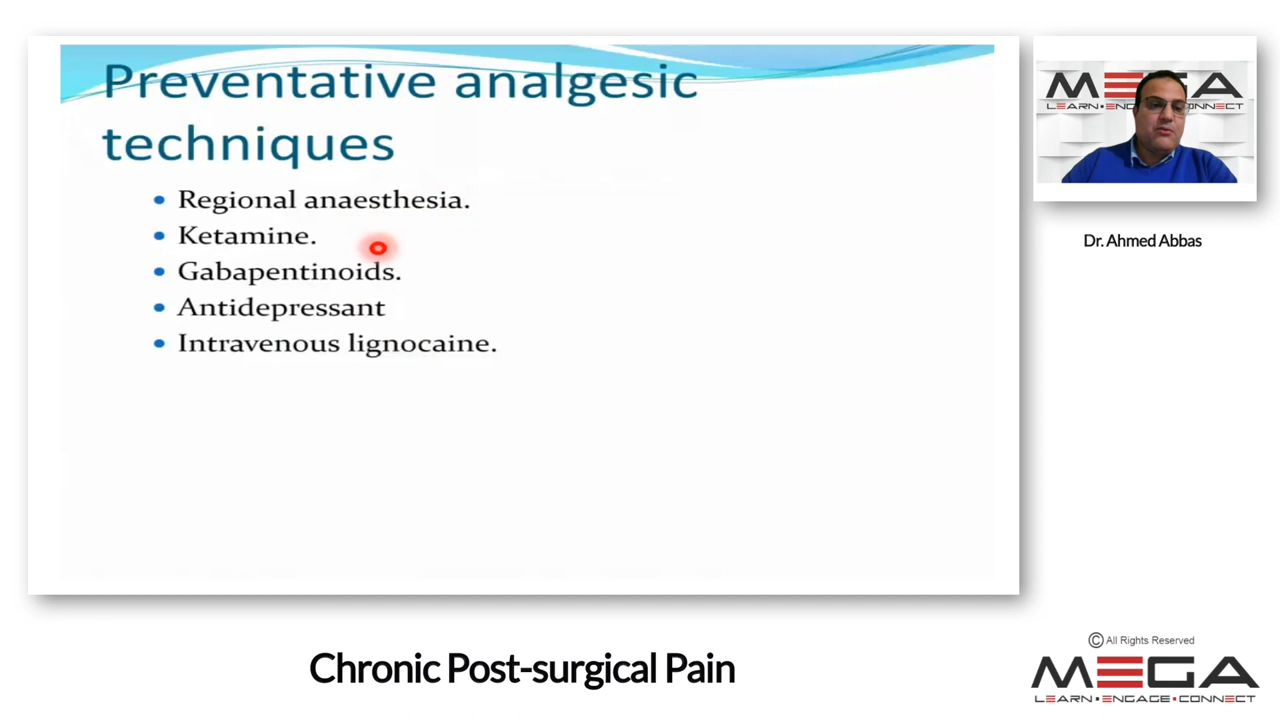 Preventative analgesic
techniques
• Regional anaesthesia.
• Ketamine.
• Gabapentinoids.
• Antidepressant
• Intravenous lignocaine.
MEGA
LEARN•ENGAGE•CONNECT
Dr. Ahmed Abbas
Chronic Post-surgical Pain
© All Rights Reserved
MEGA
LEARN•ENGAGE•CONNECT